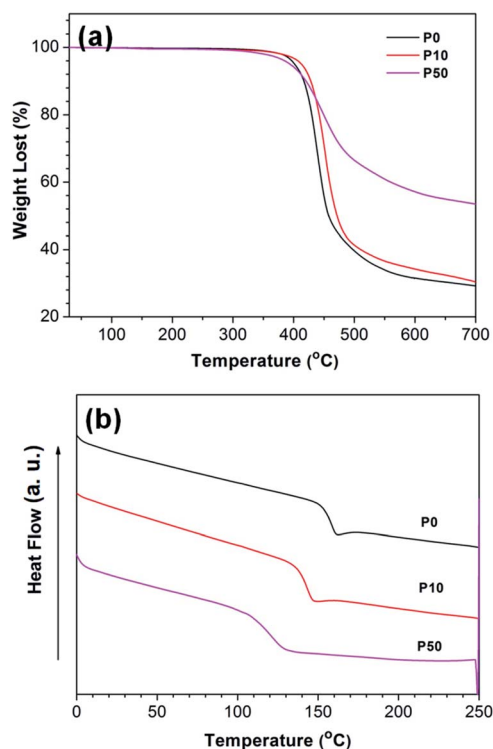 (a)
P0
P10
P50
Weight Lost (%)
100
80
60
40
20
100 200 300 400 500 600 700
Temperature (°C)
(b)
Heat Flow (a. u.)
P0
P10
P50
0 50 100 150 200 250
Temperature (°C)